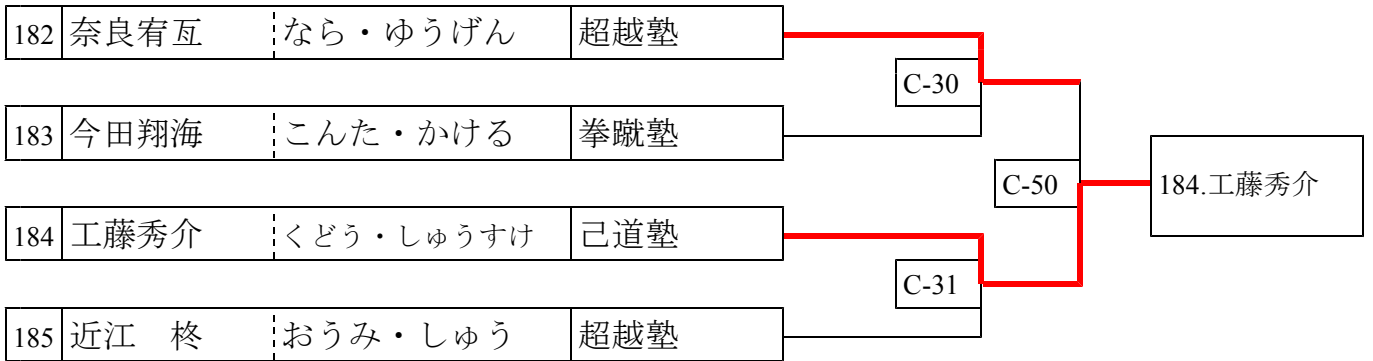 182 奈良宥亙 なら・ゆうげん 超越塾
C-30
183 今田翔海 こんた・かける 拳蹴塾
C-50 184.工藤秀介
184 工藤秀介 くどう・しゅうすけ 己道塾
C-31
185 近江　柊 おうみ・しゅう 超越塾